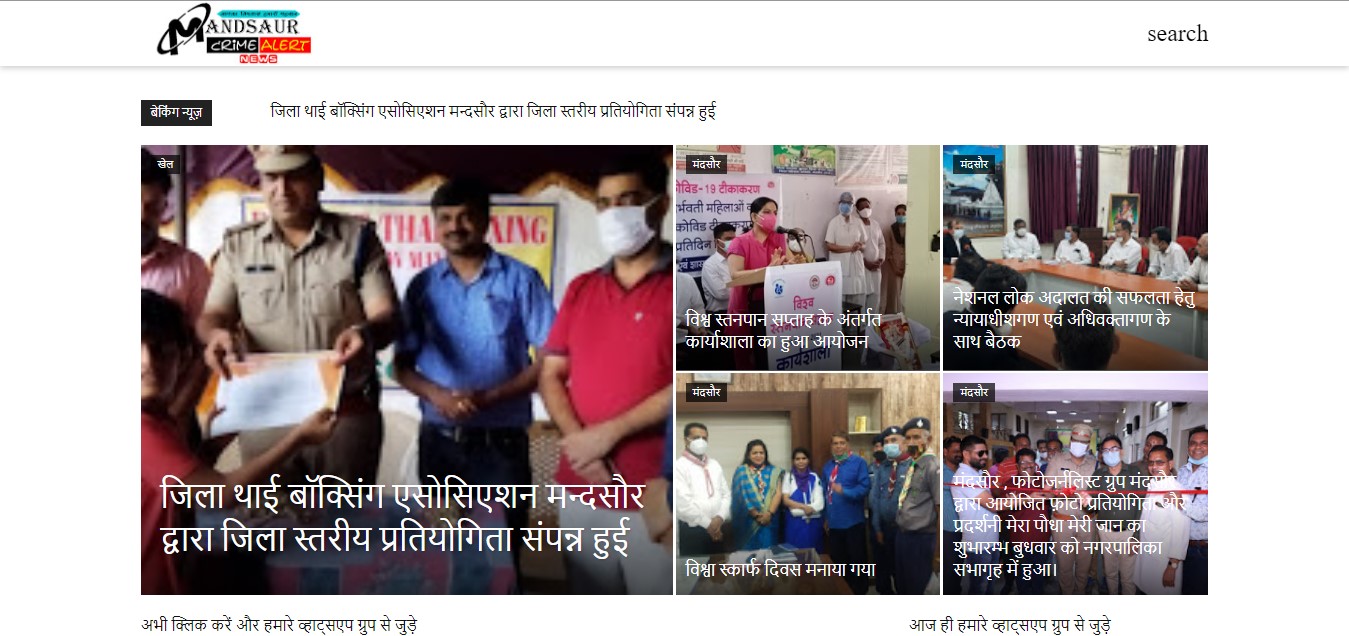 MANDSAUR
CRIME ALERT
NEWS
search
बेकिंग न्यूज़
जिला थाई बॉक्सिंग एसोसिएशन मन्दसौर द्वारा जिला स्तरीय प्रतियोगिता संपन्न हुई
खेल
जिला थाई बॉक्सिंग एसोसिएशन मन्दसौर
द्वारा जिला स्तरीय प्रतियोगिता संपन्न हुई
मंदसौर
कोविड-19 टीकाकरण
विश्व
विश्व स्तनपान सप्ताह के अंतर्गत
कार्याशाला का हुआ आयोजन
मंदसौर
नेशनल लोक अदालत की सफलता हेतु
न्यायाधीशगण एवं अधिवक्तागण के
साथ बैठक
मंदसौर
विश्वा स्कार्फ दिवस मनाया गया
मंदसौर
मंदसौर , फोटोजर्नलिस्ट ग्रुप मंदसौर
द्वारा आयोजित फ़ोटो प्रतियोगिता और
प्रदर्शनी मेरा पौधा मेरी जान का
शुभारम्भ बुधवार को नगरपालिका
सभागृह में हुआ।
अभी क्लिक करें और हमारे व्हाट्सएप ग्रुप से जुड़े
आज ही हमारे व्हाट्सएप ग्रुप से जुड़े